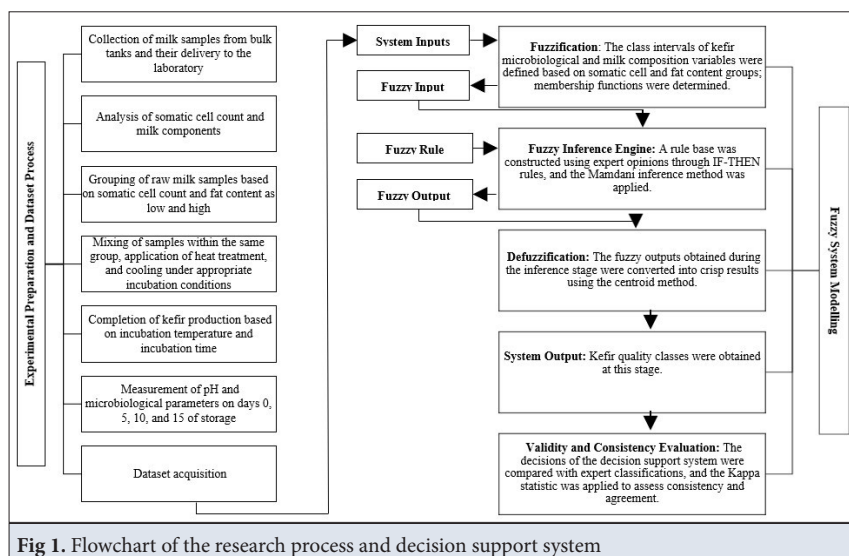 Experimental Preparation and Dataset Process
Collection of milk samples from bulk
tanks and their delivery to the
laboratory
Analysis of somatic cell count and
milk components
Grouping of raw milk samples based
on somatic cell count and fat content as
low and high
Mixing of samples within the same
group, application of heat treatment,
and cooling under appropriate
incubation conditions
Completion of kefir production based
on incubation temperature and
incubation time
Measurement of pH and
microbiological parameters on days 0,
5, 10, and 15 of storage
Dataset acquisition
System Inputs
Fuzzy Input
Fuzzy Rule
Fuzzy Output
Fuzzification: The class intervals of kefir
microbiological and milk composition variables were
defined based on somatic cell and fat content groups;
membership functions were determined.
Fuzzy Inference Engine: A rule base was
constructed using expert opinions through IF-THEN
rules, and the Mamdani inference method was
applied.
Defuzzification: The fuzzy outputs obtained during
the inference stage were converted into crisp results
using the centroid method.
System Output: Kefir quality classes were obtained
at this stage.
Validity and Consistency Evaluation: The
decisions of the decision support system were
compared with expert classifications, and the Kappa
statistic was applied to assess consistency and
agreement.
Fuzzy System Modelling
Fig 1. Flowchart of the research process and decision support system